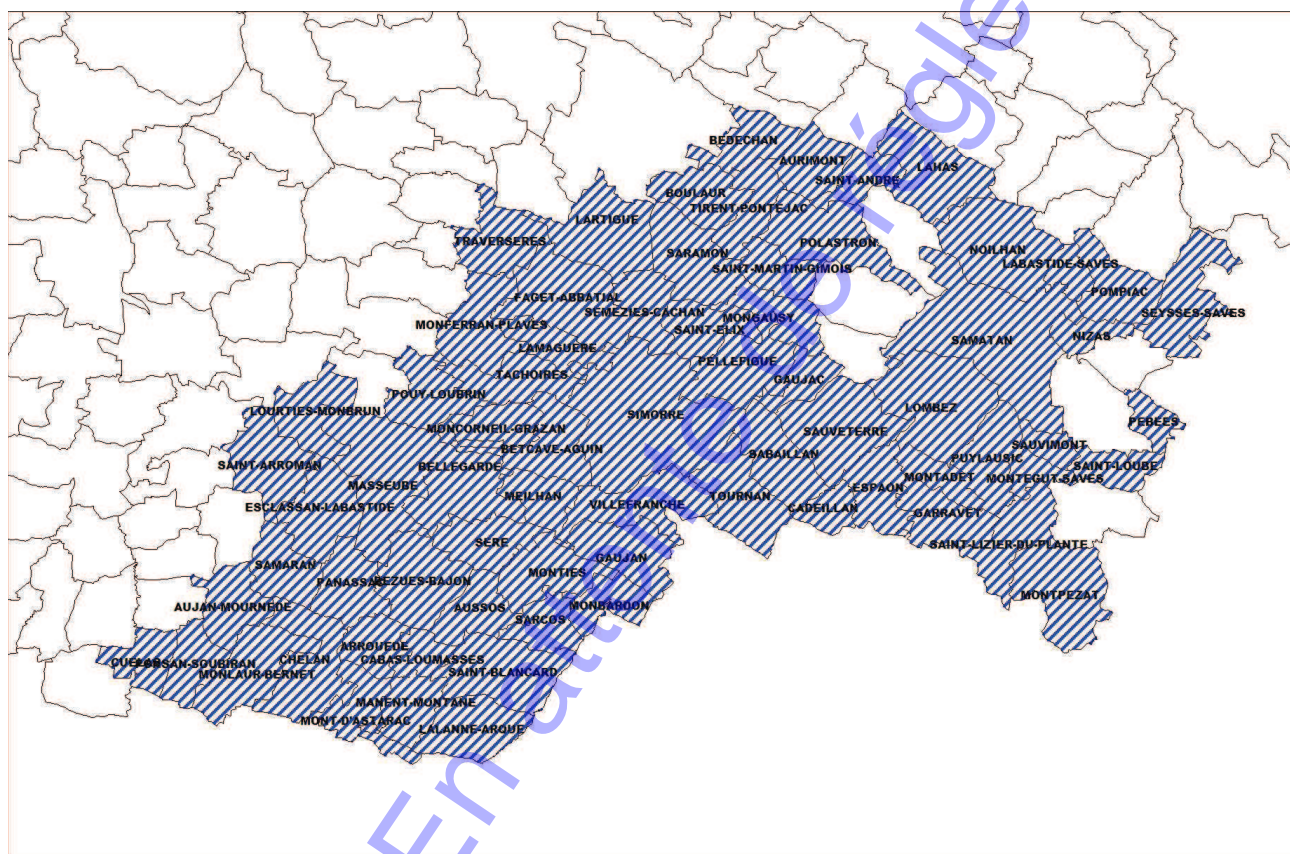 BEDECHAN
AURIMONT
LAHAS
SAINT-ANDRE
BOULAUR
TIRENT-PONTEJAC
LARTIGUE
TRAVERSERES
SARAMON
POLASTRON
NOILHAN
SAINT-MARTIN-GIMOIS
LABASTIDE-SAVES
POMPIAC
FAGET-ABBATIAL
SEMEZIES-CACHAN
MONGAUSY
SEYSSES-SAVES
MONFERRAN-PLAVES
SAINT-ELIX
NIZAS
SAMATAN
LAMAGUERE
PELLEFIGUE
TACHOIRES
GAUJAC
POUY-LOUBRIN
LOURTIES-MONBRUN
SIMORRE
LOMBEZ
PEBEES
MONCORNEIL-GRAZAN
SAUVETERRE
BETCAVE-AGUIN
SAUVIMONT
SABAILLAN
PUYLAUSIC
SAINT-ARROMAN
BELLEGARDE
SAINT-LOUBE
MASSEUBE
MONTADET
MONTEGUT-SAVES
ESPAON
MEILHAN
VILLEFRANCHE
TOURNAN
ESCLASSAN-LABASTIDE
CADEILLAN
GARRAVET
SERE
SAINT-LIZIER-DU-PLANTE
GAUJAN
SAMARAN
MONTIES
PANASSAC
BEZUES-BAJON
MONTPEZAT
AUJAN-MOURNEDE
AUSSOS
MONBARDON
SARCOS
ARROUEDE
CHELAN
CABAS-LOUMASSES
MONLAUR-BERNET
SAINT-BLANCARD
MANENT-MONTANE
MONT-D'ASTARAC
LALANNE-ARQUE
En attente de